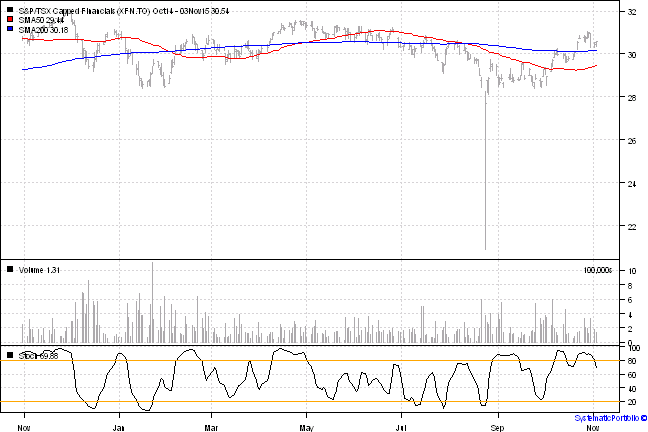 S&P/TSX Capped Financials (XFN.TO) Oct14 - 03Nov15 30.54
SMA50 29.44
SMA200 30.18
32
30
28
26
24
22
Volume 1.31
100,000s
10
8
6
4
2
0
Stoch 69.88
100
80
60
40
20
Nov Jan Mar May Jul Sep Nov
SystematicPortfolio ©